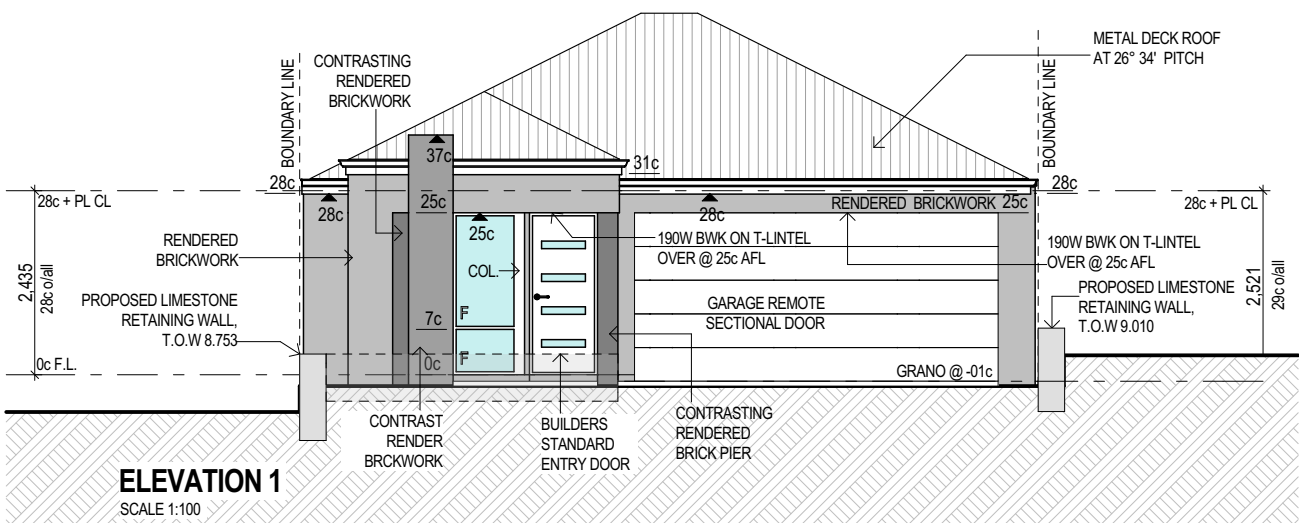 METAL DECK ROOF
AT 26° 34' PITCH
BOUNDARY LINE
CONTRASTING
RENDERED
BRICKWORK
BOUNDARY LINE
37c
31c
28c
28c
28c + PL CL
28c
25c
28c
RENDERED BRICKWORK 25c
28c + PL CL
25c
RENDERED
BRICKWORK
190W BWK ON T-LINTEL
OVER @ 25c AFL
190W BWK ON T-LINTEL
OVER @ 25c AFL
COL.
2,435
28c o/all
PROPOSED LIMESTONE
RETAINING WALL,
T.O.W 8.753
GARAGE REMOTE
SECTIONAL DOOR
PROPOSED LIMESTONE
RETAINING WALL,
T.O.W 9.010
2,521
29c o/all
7c
F
0c F.L.
0c
F
GRANO @ -01c
CONTRAST
RENDER
BRCKWORK
BUILDERS
STANDARD
ENTRY DOOR
CONTRASTING
RENDERED
BRICK PIER
ELEVATION 1
SCALE 1:100